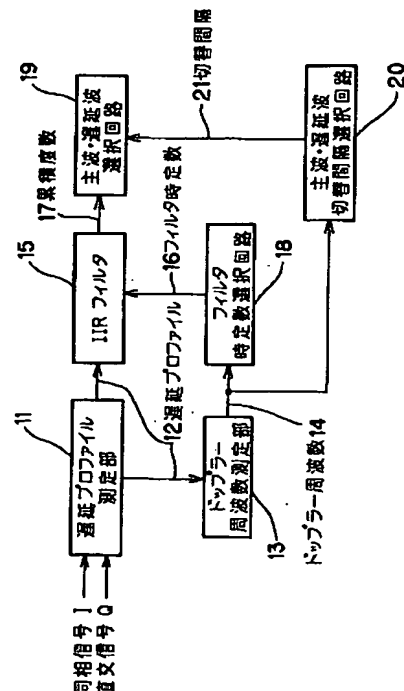 同相信号 I
直交信号 Q
11
遅延プロファイル
測定部
12遅延プロファイル
15
IIR フィルタ
17累積度数
19
主波・遅延波
選択回路
16フィルタ時定数
21切替間隔
13
ドップラー
周波数測定部
ドップラー周波数14
18
フィルタ
時定数選択回路
主波・遅延波
切替間隔選択回路
20